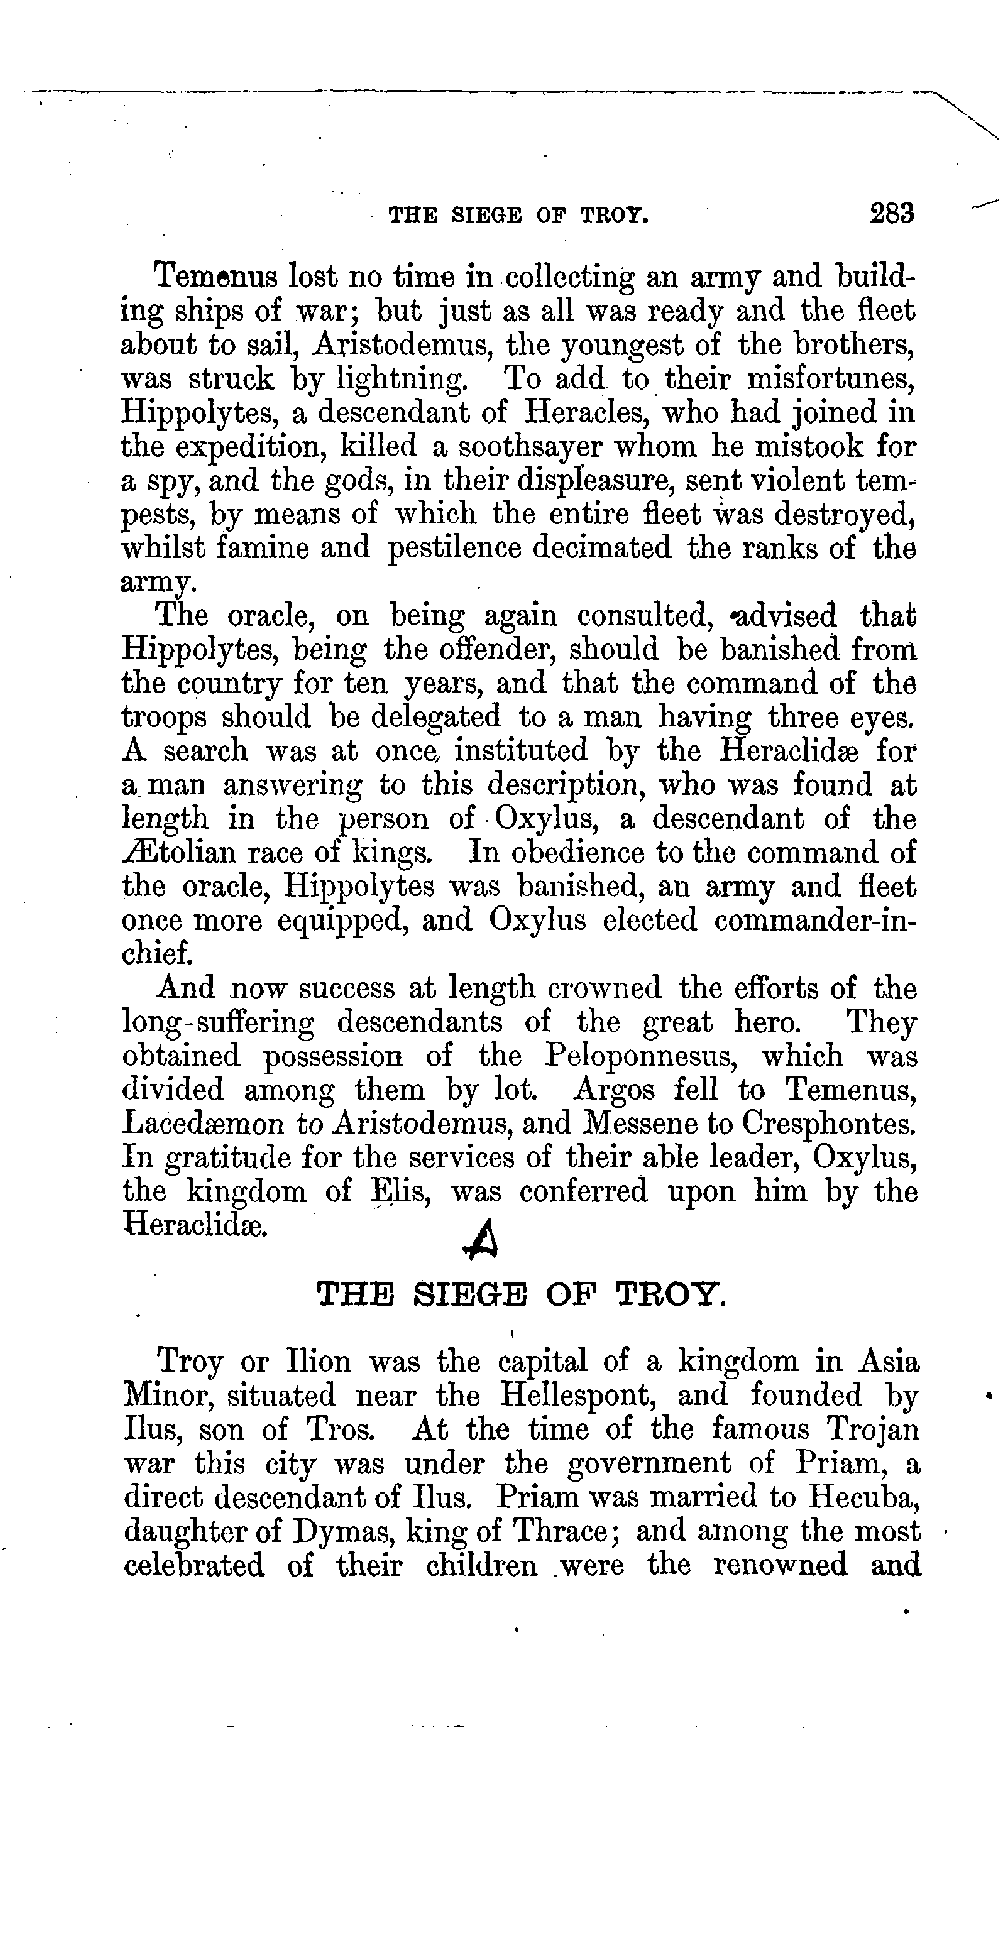 THE SIEGE OF TROY. 283
Temenus lost no time in collecting an army and build-
ing ships of war; but just as all was ready and the fleet
about to sail, Aristodemus, the youngest of the brothers,
was struck by lightning. To add to their misfortunes,
Hippolytes, a descendant of Heracles, who had joined in
the expedition, killed a soothsayer whom he mistook for
a spy, and the gods, in their displeasure, sent violent tem-
pests, by means of which the entire fleet was destroyed,
whilst famine and pestilence decimated the ranks of the
army.
The oracle, on being again consulted, advised that
Hippolytes, being the offender, should be banished from
the country for ten years, and that the command of the
troops should be delegated to a man having three eyes.
A search was at once instituted by the Heraclidæ for
a man answering to this description, who was found at
length in the person of Oxylus, a descendant of the
Ætolian race of kings. In obedience to the command of
the oracle, Hippolytes was banished, an army and fleet
once more equipped, and Oxylus elected commander-in-
chief.
And now success at length crowned the efforts of the
long-suffering descendants of the great hero. They
obtained possession of the Peloponnesus, which was
divided among them by lot. Argos fell to Temenus,
Lacedæmon to Aristodemus, and Messene to Cresphontes.
In gratitude for the services of their able leader, Oxylus,
the kingdom of Elis, was conferred upon him by the
Heraclidæ.
A
THE SIEGE OF TROY.
Troy or Ilion was the capital of a kingdom in Asia
Minor, situated near the Hellespont, and founded by
Ilus, son of Tros. At the time of the famous Trojan
war this city was under the government of Priam, a
direct descendant of Ilus. Priam was married to Hecuba,
daughter of Dymas, king of Thrace; and among the most
celebrated of their children were the renowned and